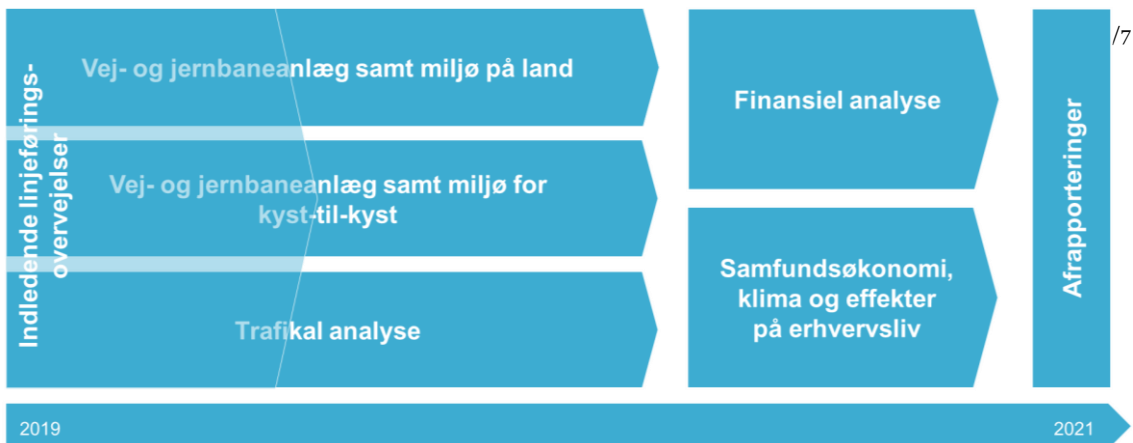 Indledende linjeførings-
overvejelser
Vej- og jernbaneanlæg samt miljø på land
Vej- og jernbaneanlæg samt miljø for
kyst-til-kyst
Trafikal analyse
Finansiel analyse
Samfundsøkonomi,
klima og effekter
på erhvervsliv
Afrapporteringer
/7
2019
2021